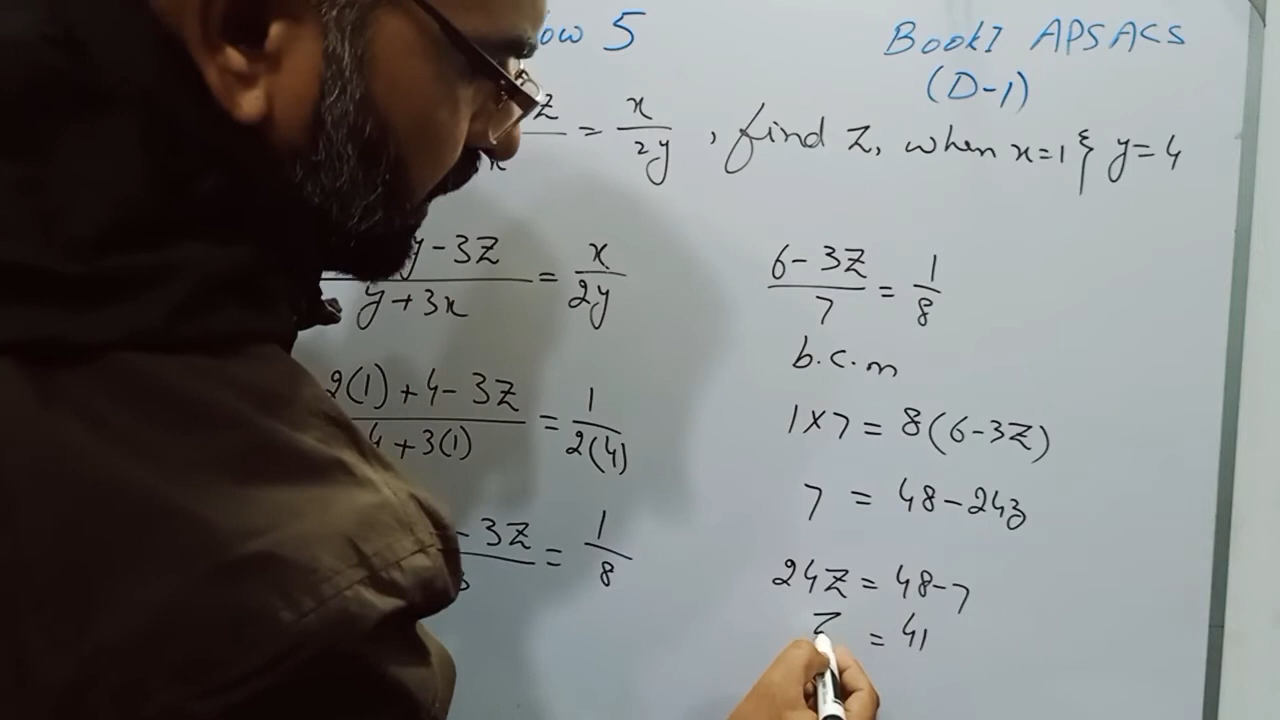 ow 5
Book1 APSACS
(D-1)
z/x = x/2y , find z, when x=1 } y=4
y-3z/y+3x = x/2y
2(1)+4-3z/4+3(1) = 1/2(4)
-3z/3 = 1/8
6-3z/7 = 1/8
b.c.m
1×7 = 8(6-3z)
7 = 48-24z
24z = 48-7
z = 41